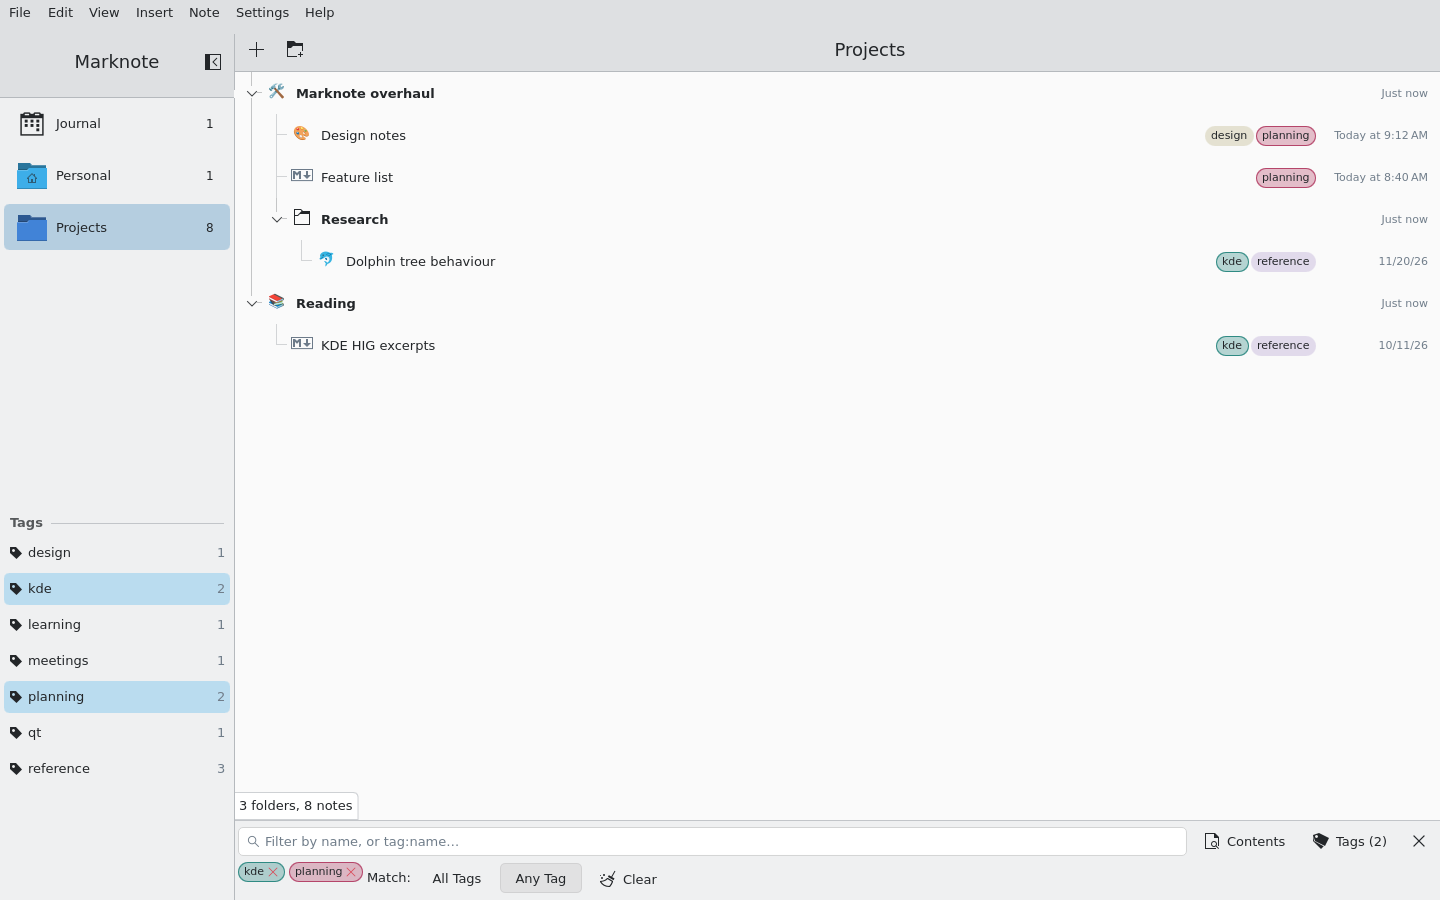 File Edit View Insert Note Settings Help
Marknote
Projects
Journal 1
Personal 1
Projects 8
Tags
design 1
kde 2
learning 1
meetings 1
planning 2
qt 1
reference 3
Marknote overhaul Just now
Design notes design planning Today at 9:12 AM
Feature list planning Today at 8:40 AM
Research Just now
Dolphin tree behaviour kde reference 11/20/26
Reading Just now
KDE HIG excerpts kde reference 10/11/26
3 folders, 8 notes
Filter by name, or tag:name... Contents Tags (2)
kde planning Match: All Tags Any Tag Clear